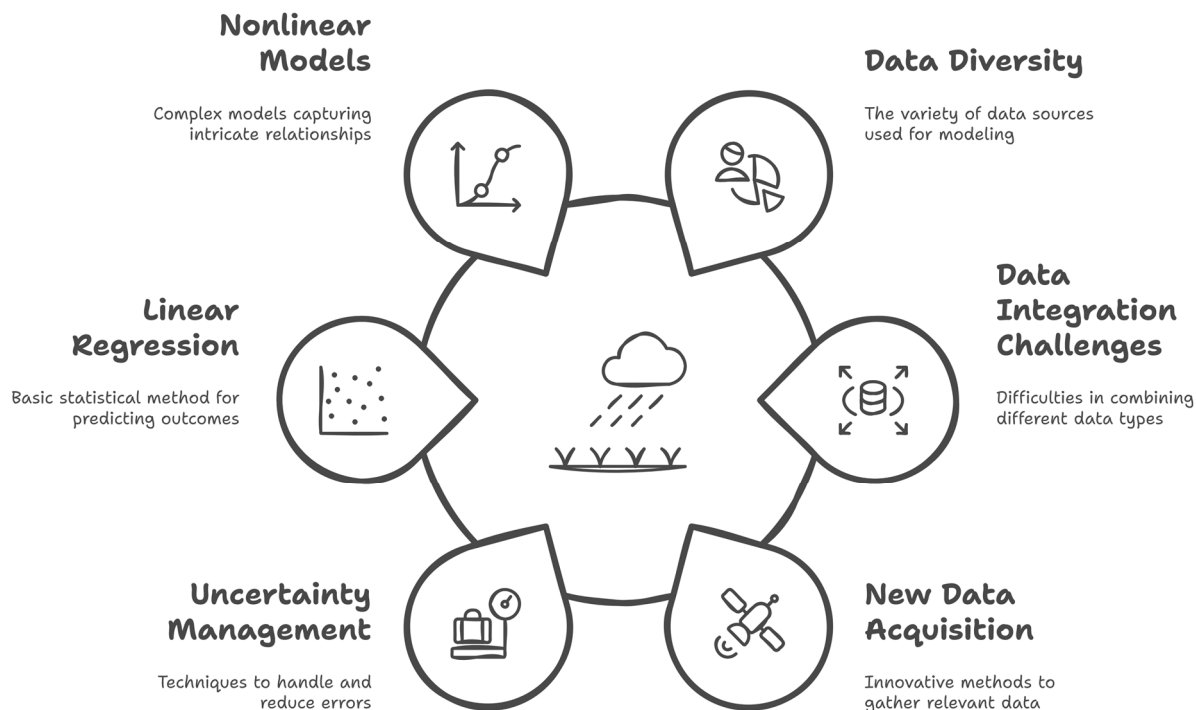 Nonlinear
Models
Complex models capturing
intricate relationships
Data Diversity
The variety of data sources
used for modeling
Linear
Regression
Basic statistical method for
predicting outcomes
Data
Integration
Challenges
Difficulties in combining
different data types
Uncertainty
Management
Techniques to handle and
reduce errors
New Data
Acquisition
Innovative methods to
gather relevant data